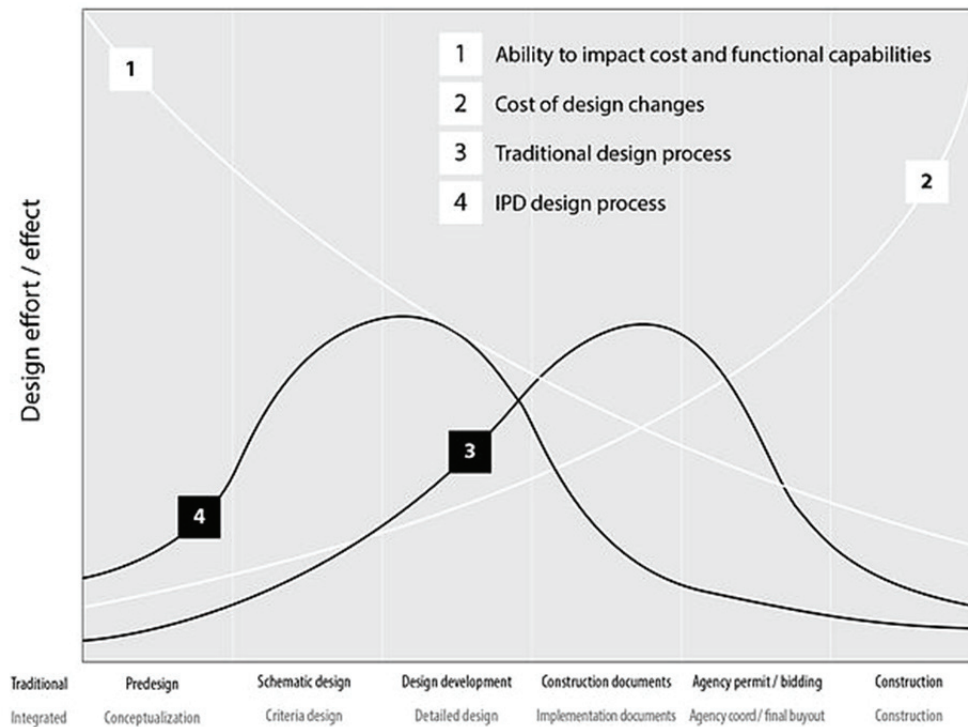 1
1 Ability to impact cost and functional capabilities
2 Cost of design changes
3 Traditional design process
4 IPD design process
2
3
4
Design effort / effect
Traditional Predesign Schematic design Design development Construction documents Agency permit / bidding Construction
Integrated Conceptualization Criteria design Detailed design Implementation documents Agency coord / final buyout Construction